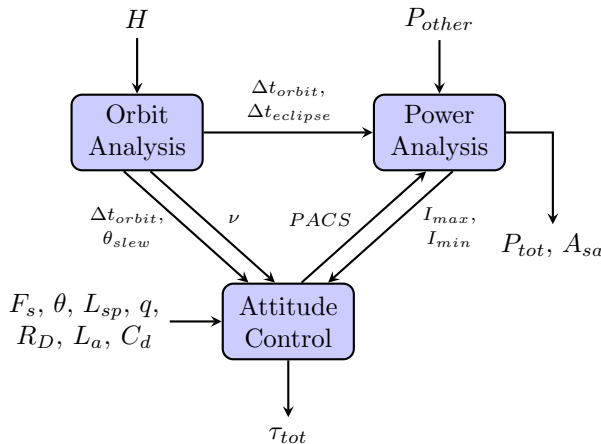 H
P_other
Δt_orbit,
Δt_eclipse
Orbit
Analysis
Power
Analysis
Δt_orbit,
θ_slew
ν
PACS
I_max,
I_min
P_tot, A_sa
F_s, θ, L_sp, q,
R_D, L_a, C_d
Attitude
Control
τ_tot